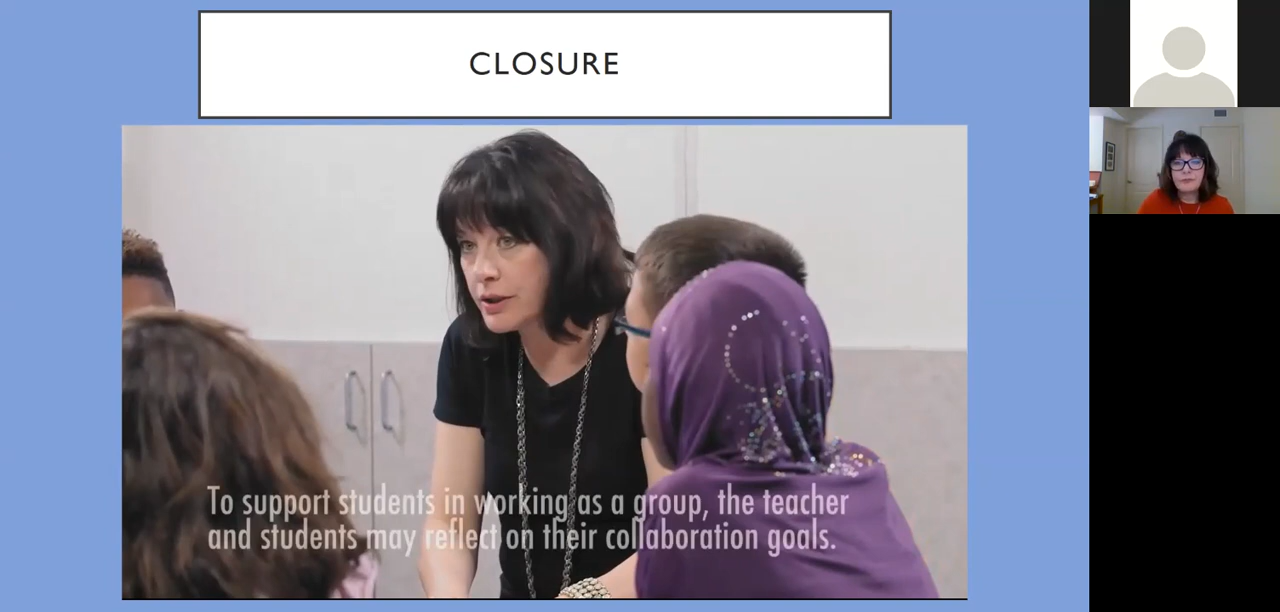 CLOSURE
To support students in working as a group, the teacher
and students may reflect on their collaboration goals.